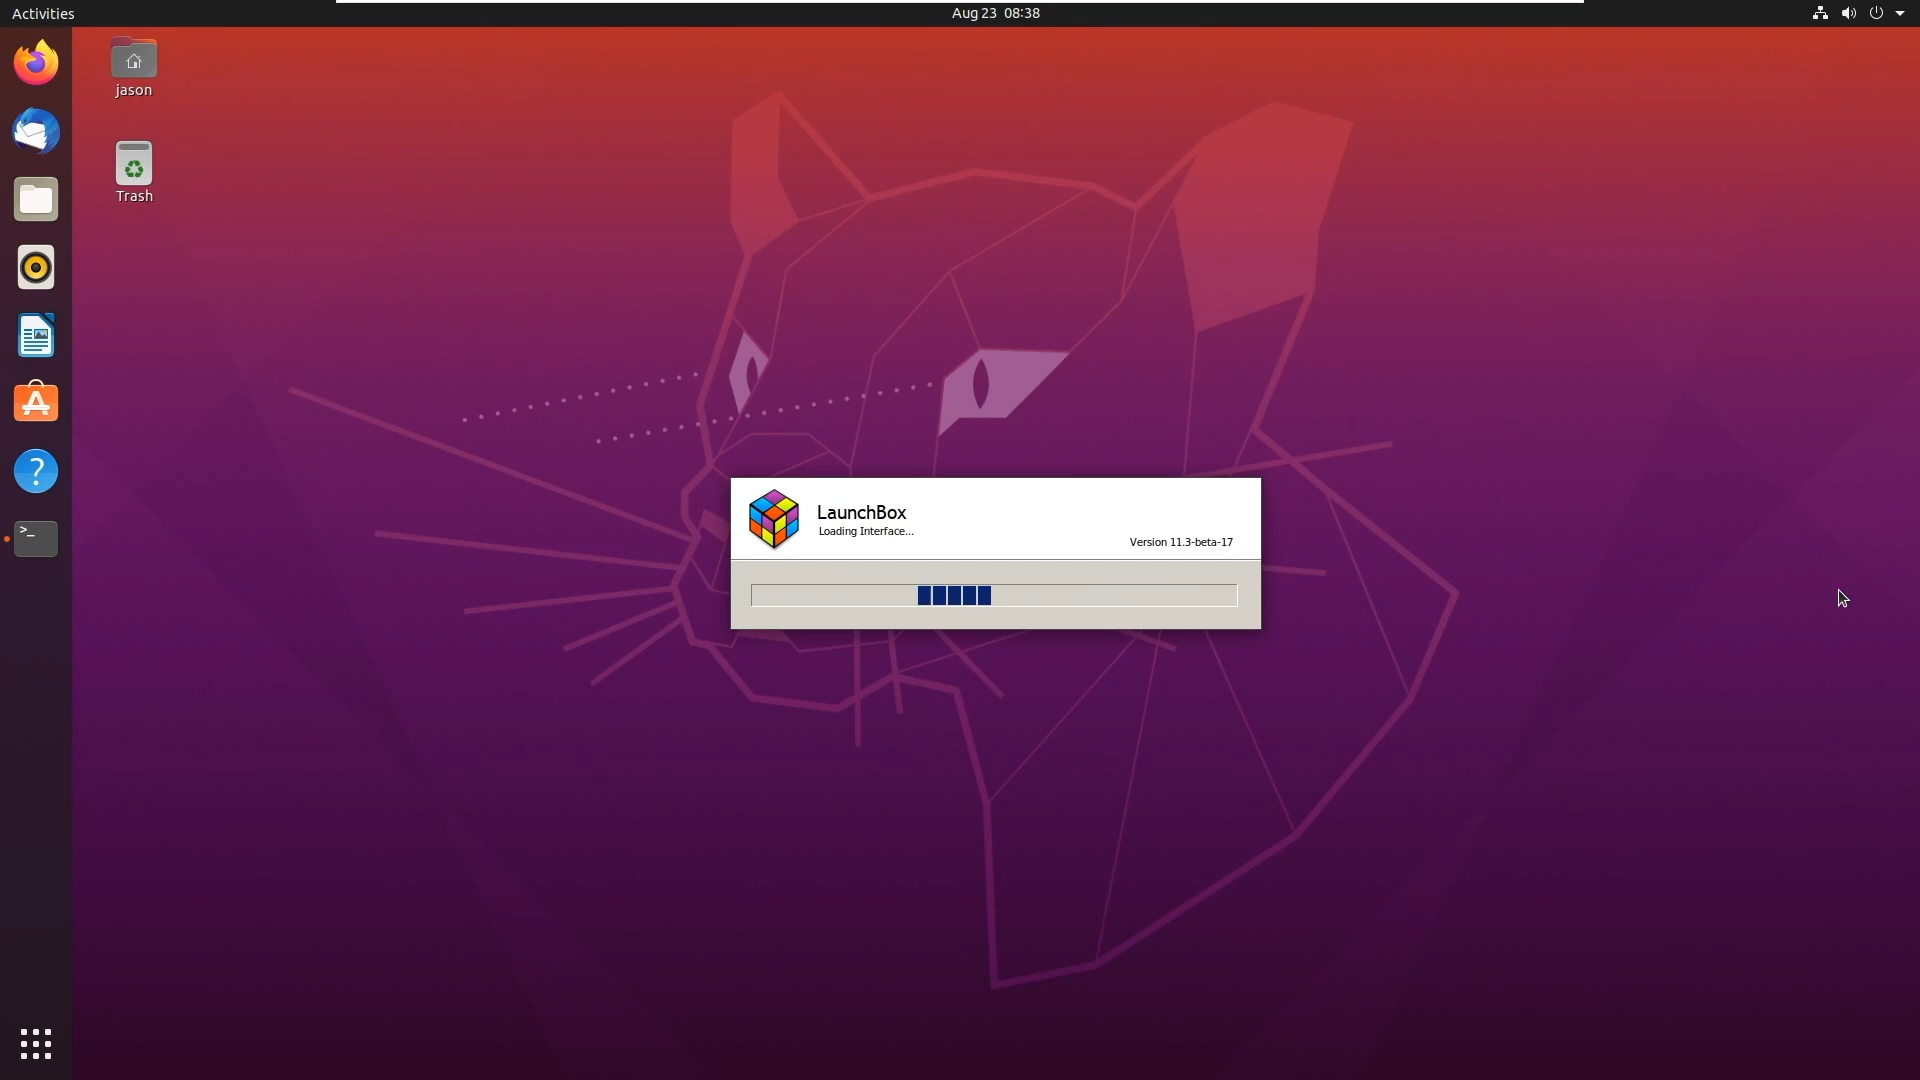 Activities
Aug 23 08:38
jason
Trash
LaunchBox
Loading Interface...
Version 11.3-beta-17